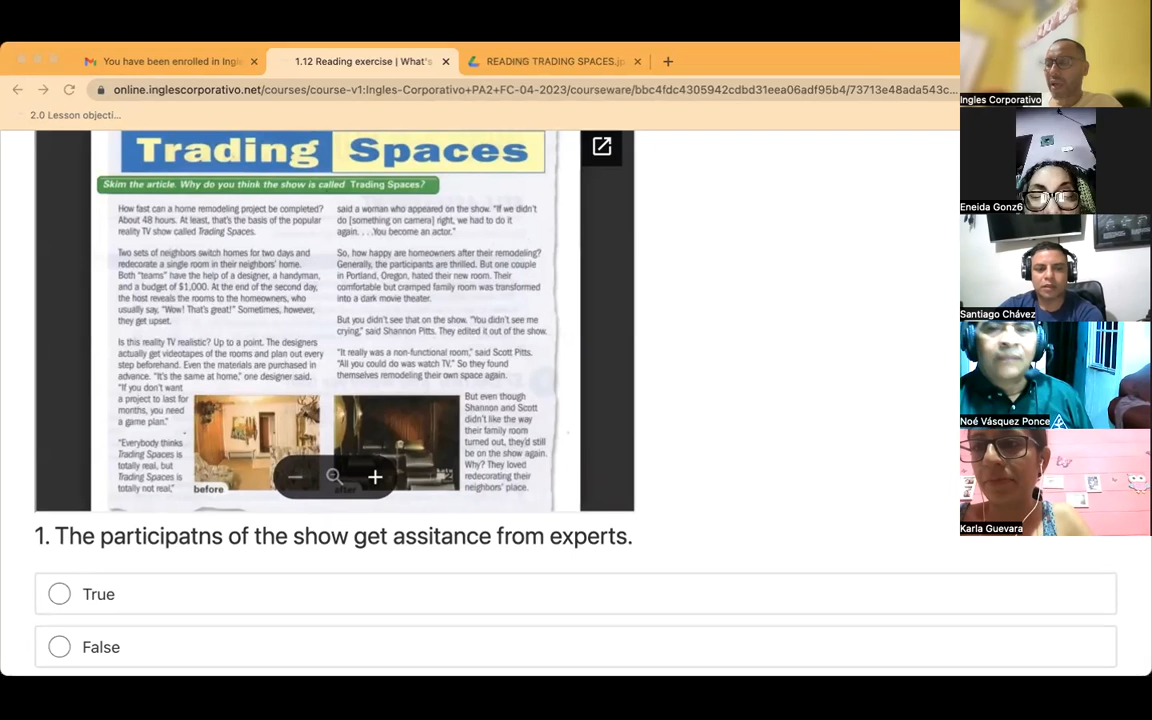 You have been enrolled in Ingl
1.12 Reading exercise | What's
READING TRADING SPACES.jp
online.inglescorporativo.net/courses/course-v1:Ingles-Corporativo+PA2+FC-04-2023/courseware/bbc4fdc4305942cdbd31eea06adf95b4/73713e48ada543c...
2.0 Lesson objecti...
Trading Spaces
Skim the article. Why do you think the show is called Trading Spaces?
How fast can a home remodeling project be completed?
About 48 hours. At least, that's the basis of the popular
reality TV show called Trading Spaces.
Two sets of neighbors switch homes for two days and
redecorate a single room in their neighbors' home.
Both "teams" have the help of a designer, a handyman,
and a budget of $1,000. At the end of the second day,
the host reveals the rooms to the homeowners, who
usually say, "Wow! That's great!" Sometimes, however,
they get upset.
Is this reality TV realistic? Up to a point. The designers
actually get videotapes of the rooms and plan out every
step beforehand. Even the materials are purchased in
advance. "It's the same at home," one designer said.
"If you don't want
a project to last for
months, you need
a game plan."
"Everybody thinks
Trading Spaces is
totally real, but
Trading Spaces is
totally not real,"
before
after
said a woman who appeared on the show. "If we didn't
do [something on camera] right, we had to do it
again. . . .You become an actor."
So, how happy are homeowners after their remodeling?
Generally, the participants are thrilled. But one couple
in Portland, Oregon, hated their new room. Their
comfortable but cramped family room was transformed
into a dark movie theater.
But you didn't see that on the show. "You didn't see me
crying," said Shannon Pitts. They edited it out of the show.
"It really was a non-functional room," said Scott Pitts.
"All you could do was watch TV." So they found
themselves remodeling their own space again.
But even though
Shannon and Scott
didn't like the way
their family room
turned out, they'd still
be on the show again.
Why? They loved
redecorating their
neighbors' place.
1. The participatns of the show get assitance from experts.
True
False
Ingles Corporativo
Eneida Gonz6
Santiago Chávez
Noé Vásquez Ponce
Karla Guevara